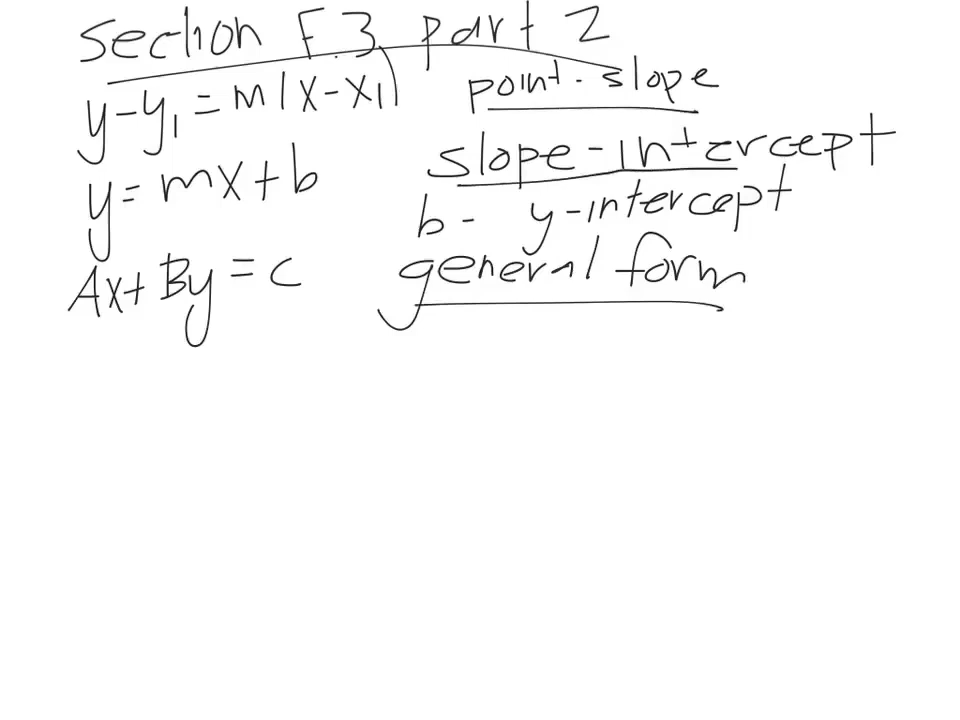 section F.3 part 2
y-y₁ = m(x-x₁) point-slope
y = mx+b slope-intercept
b - y-intercept
Ax+By = c general form